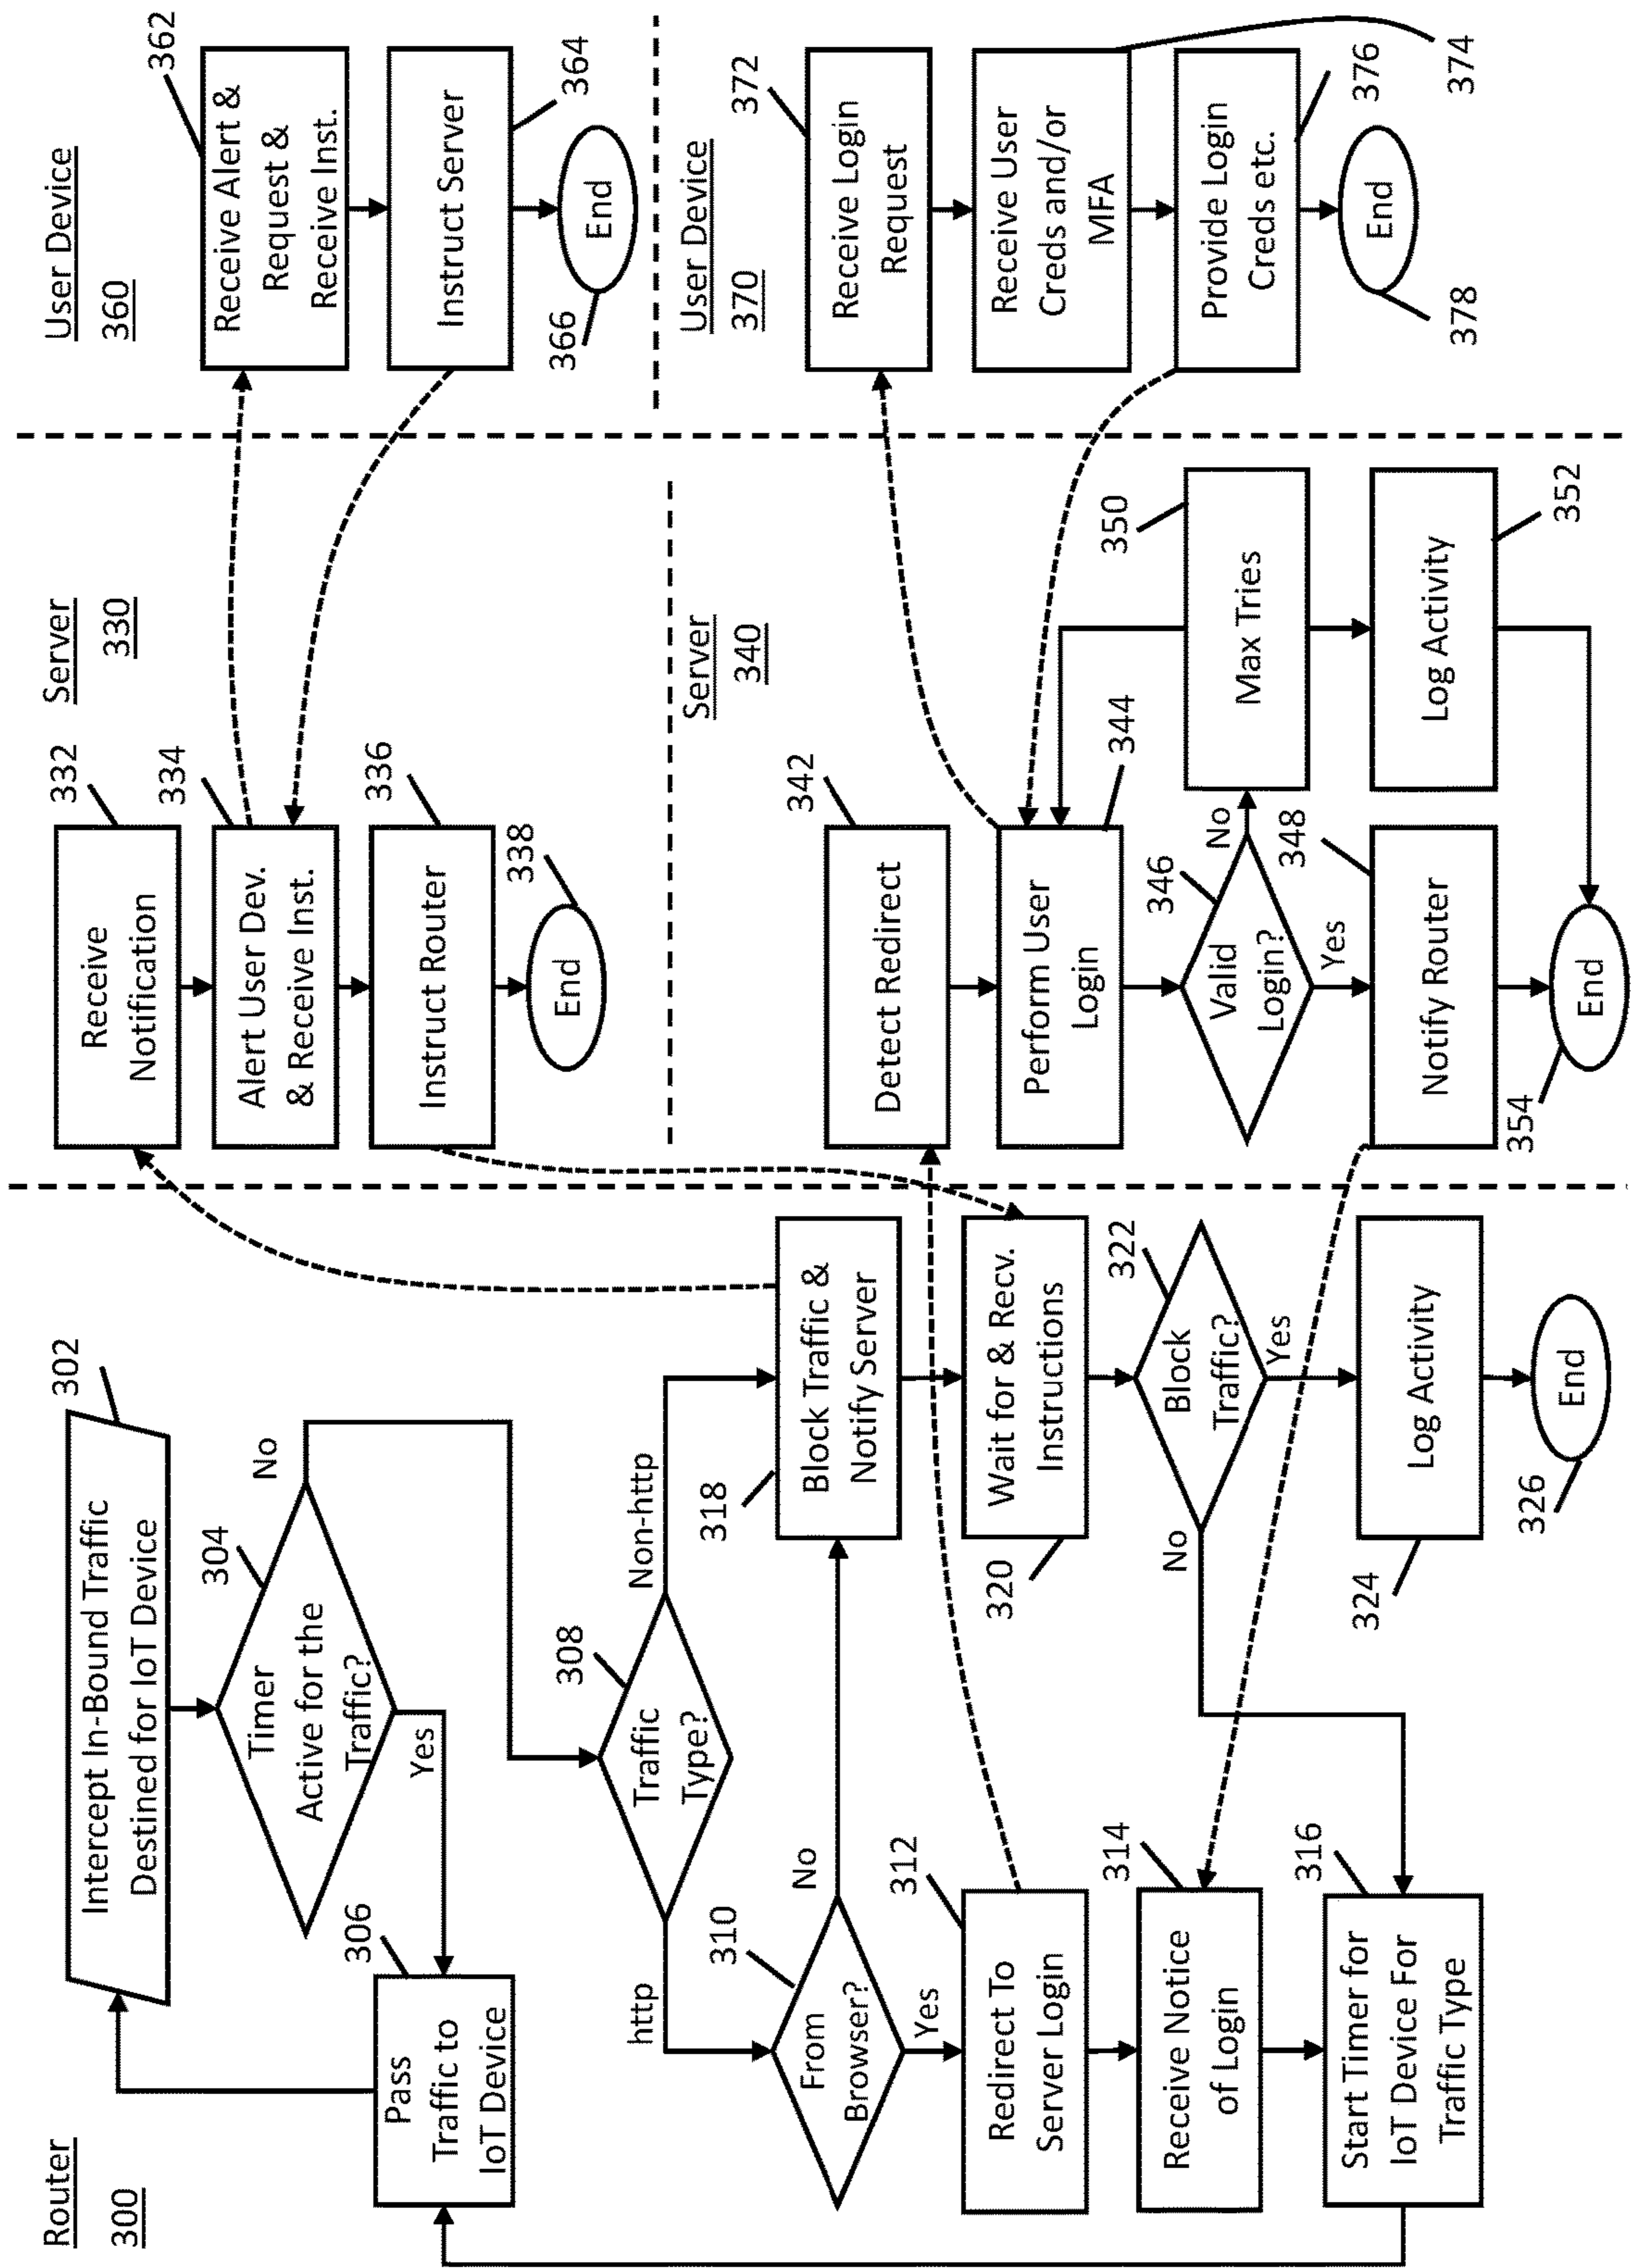 Router
300
Intercept In-Bound Traffic
Destined for IoT Device
302
Timer
Active for the
Traffic?
304
No
Yes
306
Pass
Traffic to
IoT Device
308
Traffic
Type?
http
Non-http
310
From
Browser?
No
Yes
312
Redirect To
Server Login
314
Receive Notice
of Login
316
Start Timer for
IoT Device For
Traffic Type
318
Block Traffic &
Notify Server
320
Wait for & Recv.
Instructions
322
Block
Traffic?
No
Yes
324
Log Activity
326
End
Server
330
332
Receive
Notification
334
Alert User Dev.
& Receive Inst.
336
Instruct Router
338
End
Server
340
342
Detect Redirect
344
Perform User
Login
346
Valid
Login?
No
Yes
348
Notify Router
350
Max Tries
352
Log Activity
354
End
User Device
360
362
Receive Alert &
Request &
Receive Inst.
364
Instruct Server
366
End
User Device
370
372
Receive Login
Request
374
Receive User
Creds and/or
MFA
376
Provide Login
Creds etc.
378
End